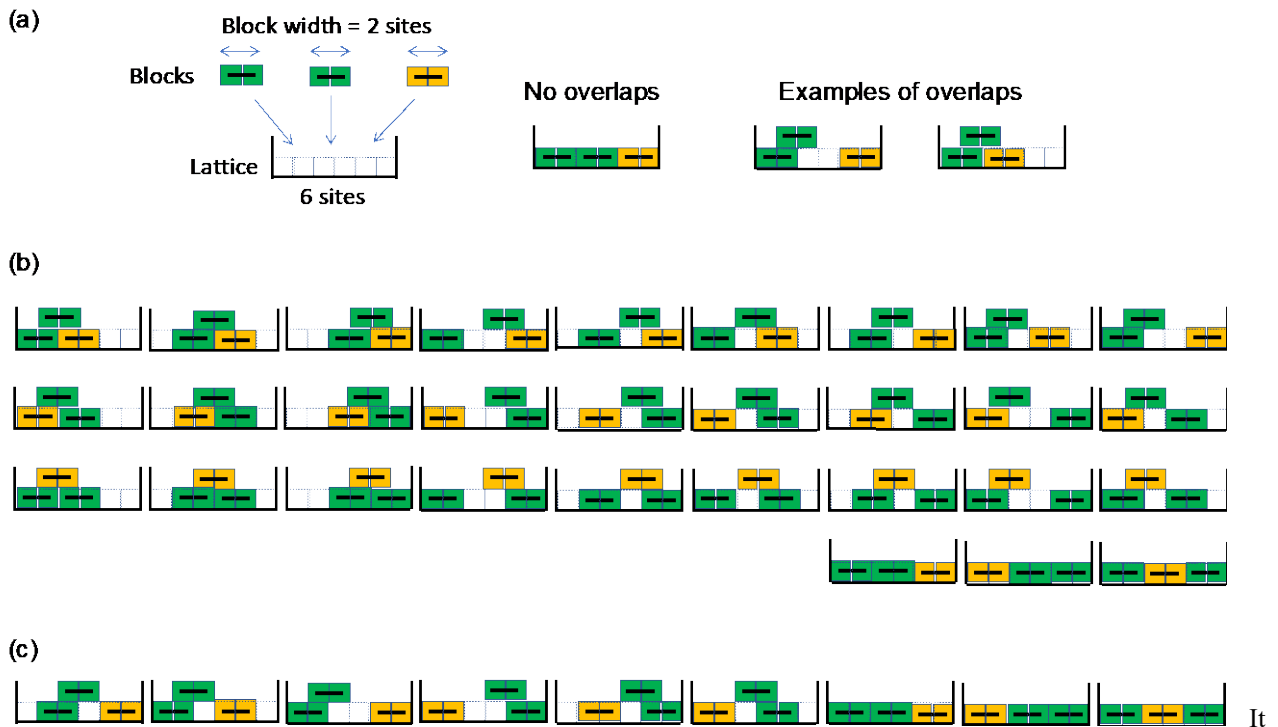 (a)
Block width = 2 sites
Blocks
No overlaps
Examples of overlaps
Lattice
6 sites
(b)
(c)
It